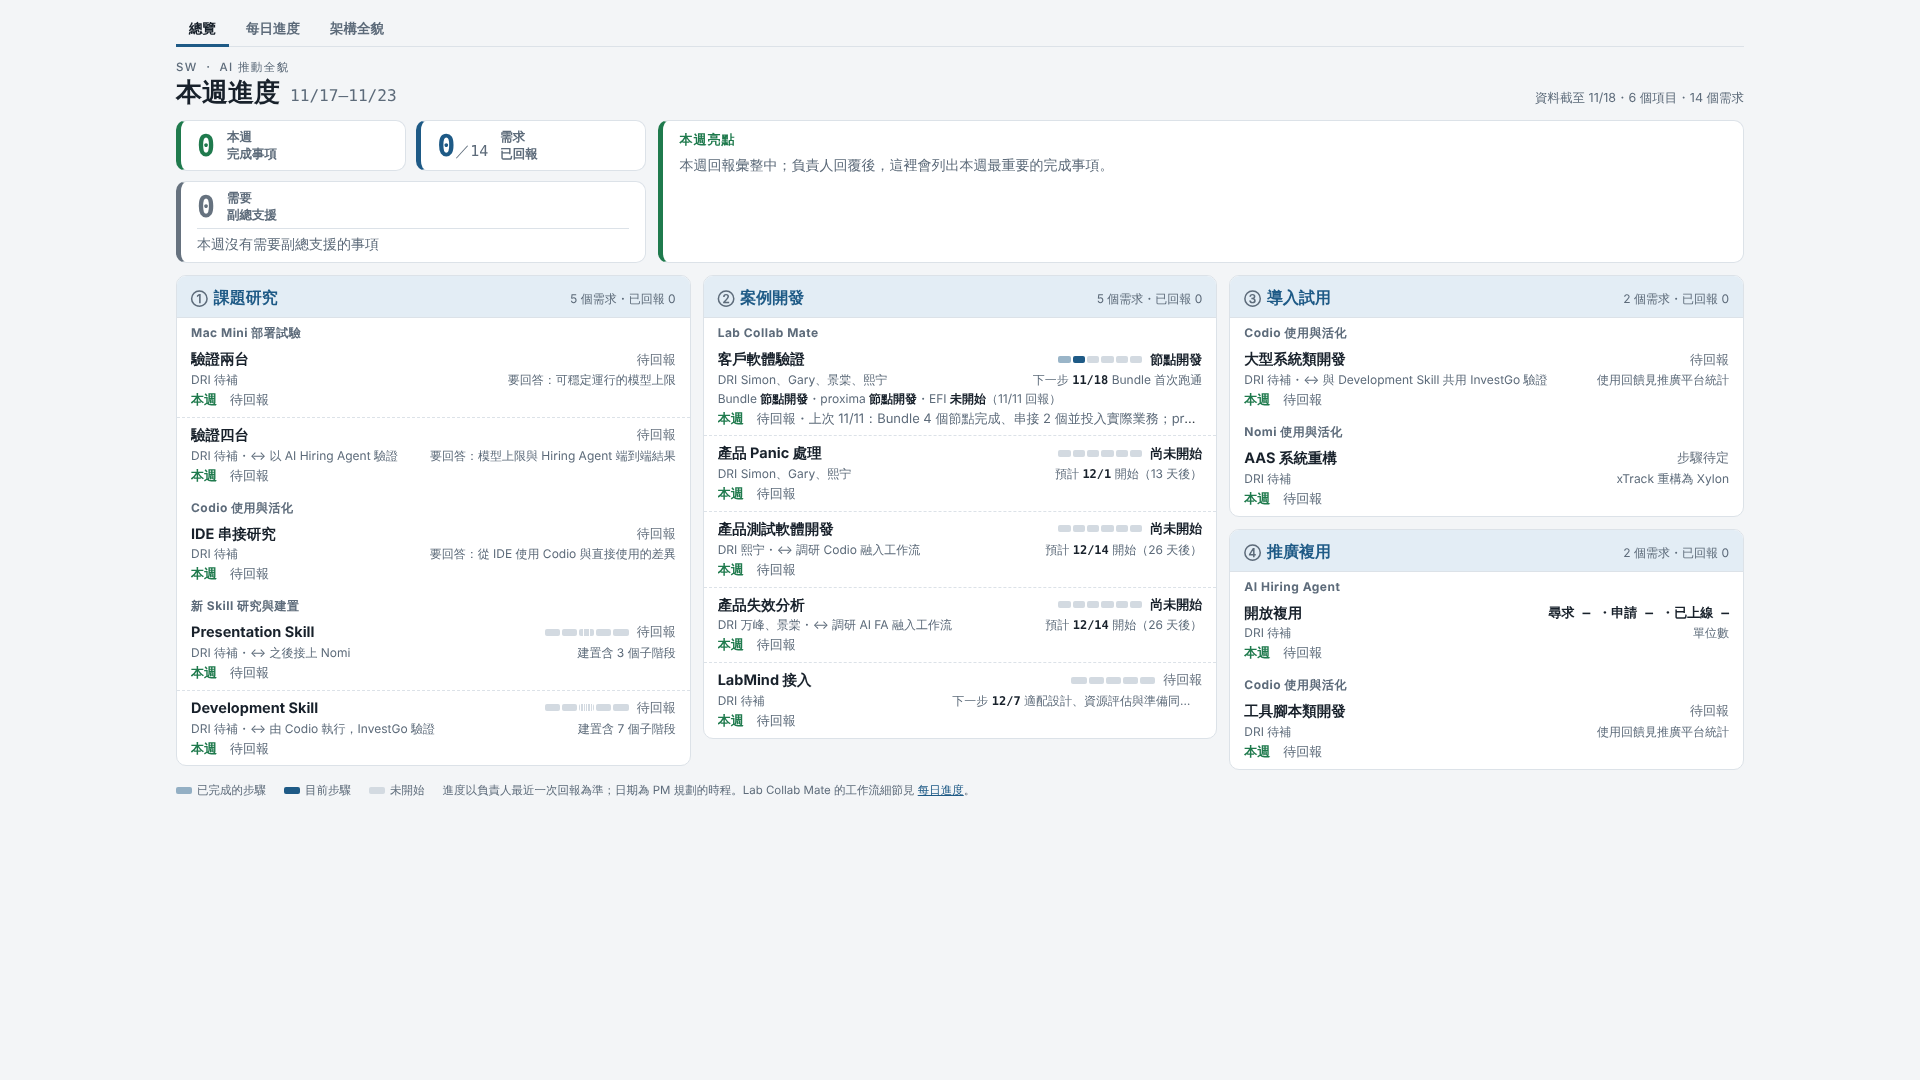 總覽 每日進度 架構全貌
SW · AI 推動全貌
本週進度 11/17–11/23
資料截至 11/18・6 個項目・14 個需求
0 本週
完成事項
0／14 需求
已回報
0 需要
副總支援
本週沒有需要副總支援的事項
本週亮點
本週回報彙整中；負責人回覆後，這裡會列出本週最重要的完成事項。
① 課題研究 5 個需求・已回報 0
Mac Mini 部署試驗
驗證兩台 待回報
DRI 待補 要回答：可穩定運行的模型上限
本週 待回報
驗證四台 待回報
DRI 待補・↔ 以 AI Hiring Agent 驗證 要回答：模型上限與 Hiring Agent 端到端結果
本週 待回報
Codio 使用與活化
IDE 串接研究 待回報
DRI 待補 要回答：從 IDE 使用 Codio 與直接使用的差異
本週 待回報
新 Skill 研究與建置
Presentation Skill 待回報
DRI 待補・↔ 之後接上 Nomi 建置含 3 個子階段
本週 待回報
Development Skill 待回報
DRI 待補・↔ 由 Codio 執行，InvestGo 驗證 建置含 7 個子階段
本週 待回報
② 案例開發 5 個需求・已回報 0
Lab Collab Mate
客戶軟體驗證 節點開發
DRI Simon、Gary、景棠、熙宁 下一步 11/18 Bundle 首次跑通
Bundle 節點開發・proxima 節點開發・EFI 未開始（11/11 回報）
本週 待回報・上次 11/11：Bundle 4 個節點完成、串接 2 個並投入實際業務；pr...
產品 Panic 處理 尚未開始
DRI Simon、Gary、熙宁 預計 12/1 開始（13 天後）
本週 待回報
產品測試軟體開發 尚未開始
DRI 熙宁・↔ 調研 Codio 融入工作流 預計 12/14 開始（26 天後）
本週 待回報
產品失效分析 尚未開始
DRI 万峰、景棠・↔ 調研 AI FA 融入工作流 預計 12/14 開始（26 天後）
本週 待回報
LabMind 接入 待回報
DRI 待補 下一步 12/7 適配設計、資源評估與準備同...
本週 待回報
③ 導入試用 2 個需求・已回報 0
Codio 使用與活化
大型系統類開發 待回報
DRI 待補・↔ 與 Development Skill 共用 InvestGo 驗證 使用回饋見推廣平台統計
本週 待回報
Nomi 使用與活化
AAS 系統重構 步驟待定
DRI 待補 xTrack 重構為 Xylon
本週 待回報
④ 推廣複用 2 個需求・已回報 0
AI Hiring Agent
開放複用 尋求 – ・申請 – ・已上線 –
DRI 待補 單位數
本週 待回報
Codio 使用與活化
工具腳本類開發 待回報
DRI 待補 使用回饋見推廣平台統計
本週 待回報
已完成的步驟 目前步驟 未開始 進度以負責人最近一次回報為準；日期為 PM 規劃的時程。Lab Collab Mate 的工作流細節見 每日進度。